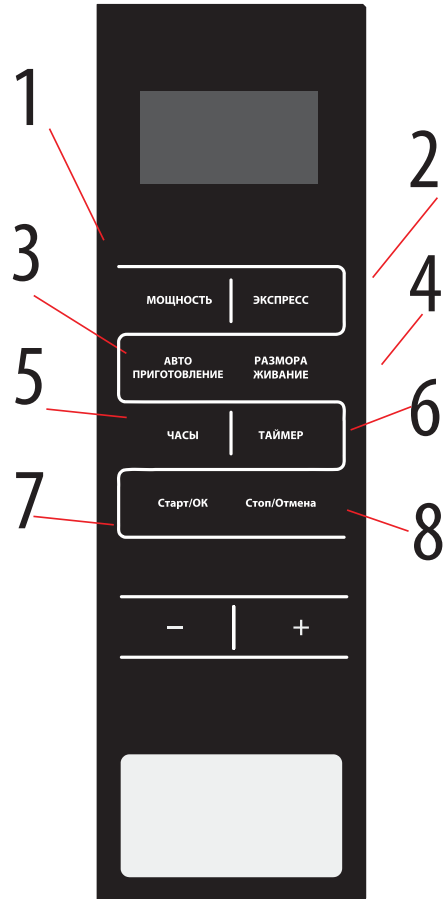 1
2
3
4
МОЩНОСТЬ ЭКСПРЕСС
АВТО
ПРИГОТОВЛЕНИЕ
РАЗМОРА
ЖИВАНИЕ
5
6
ЧАСЫ ТАЙМЕР
7
8
Старт/ОК Стоп/Отмена
− +